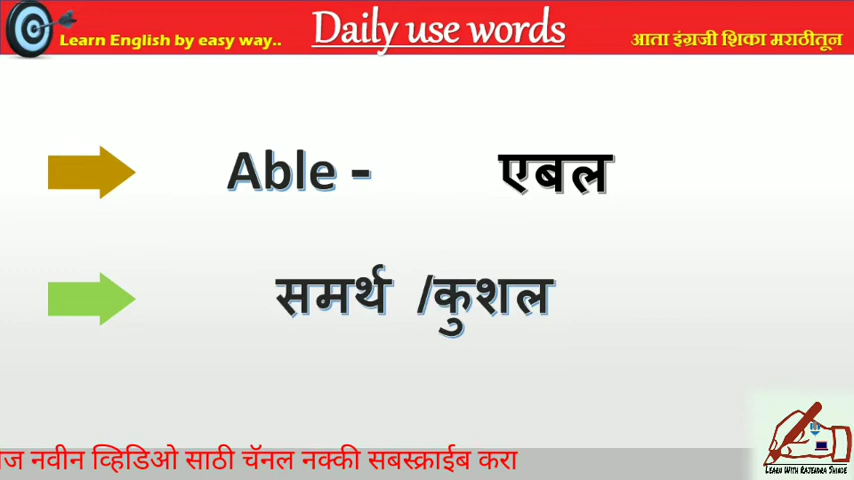 Learn English by easy way..
Daily use words
आता इंग्रजी शिका मराठीतून
Able - एबल
समर्थ /कुशल
नवीन व्हिडिओ साठी चॅनल नक्की सबस्क्राईब करा
LEARN WITH RAJENDRA SHINDE